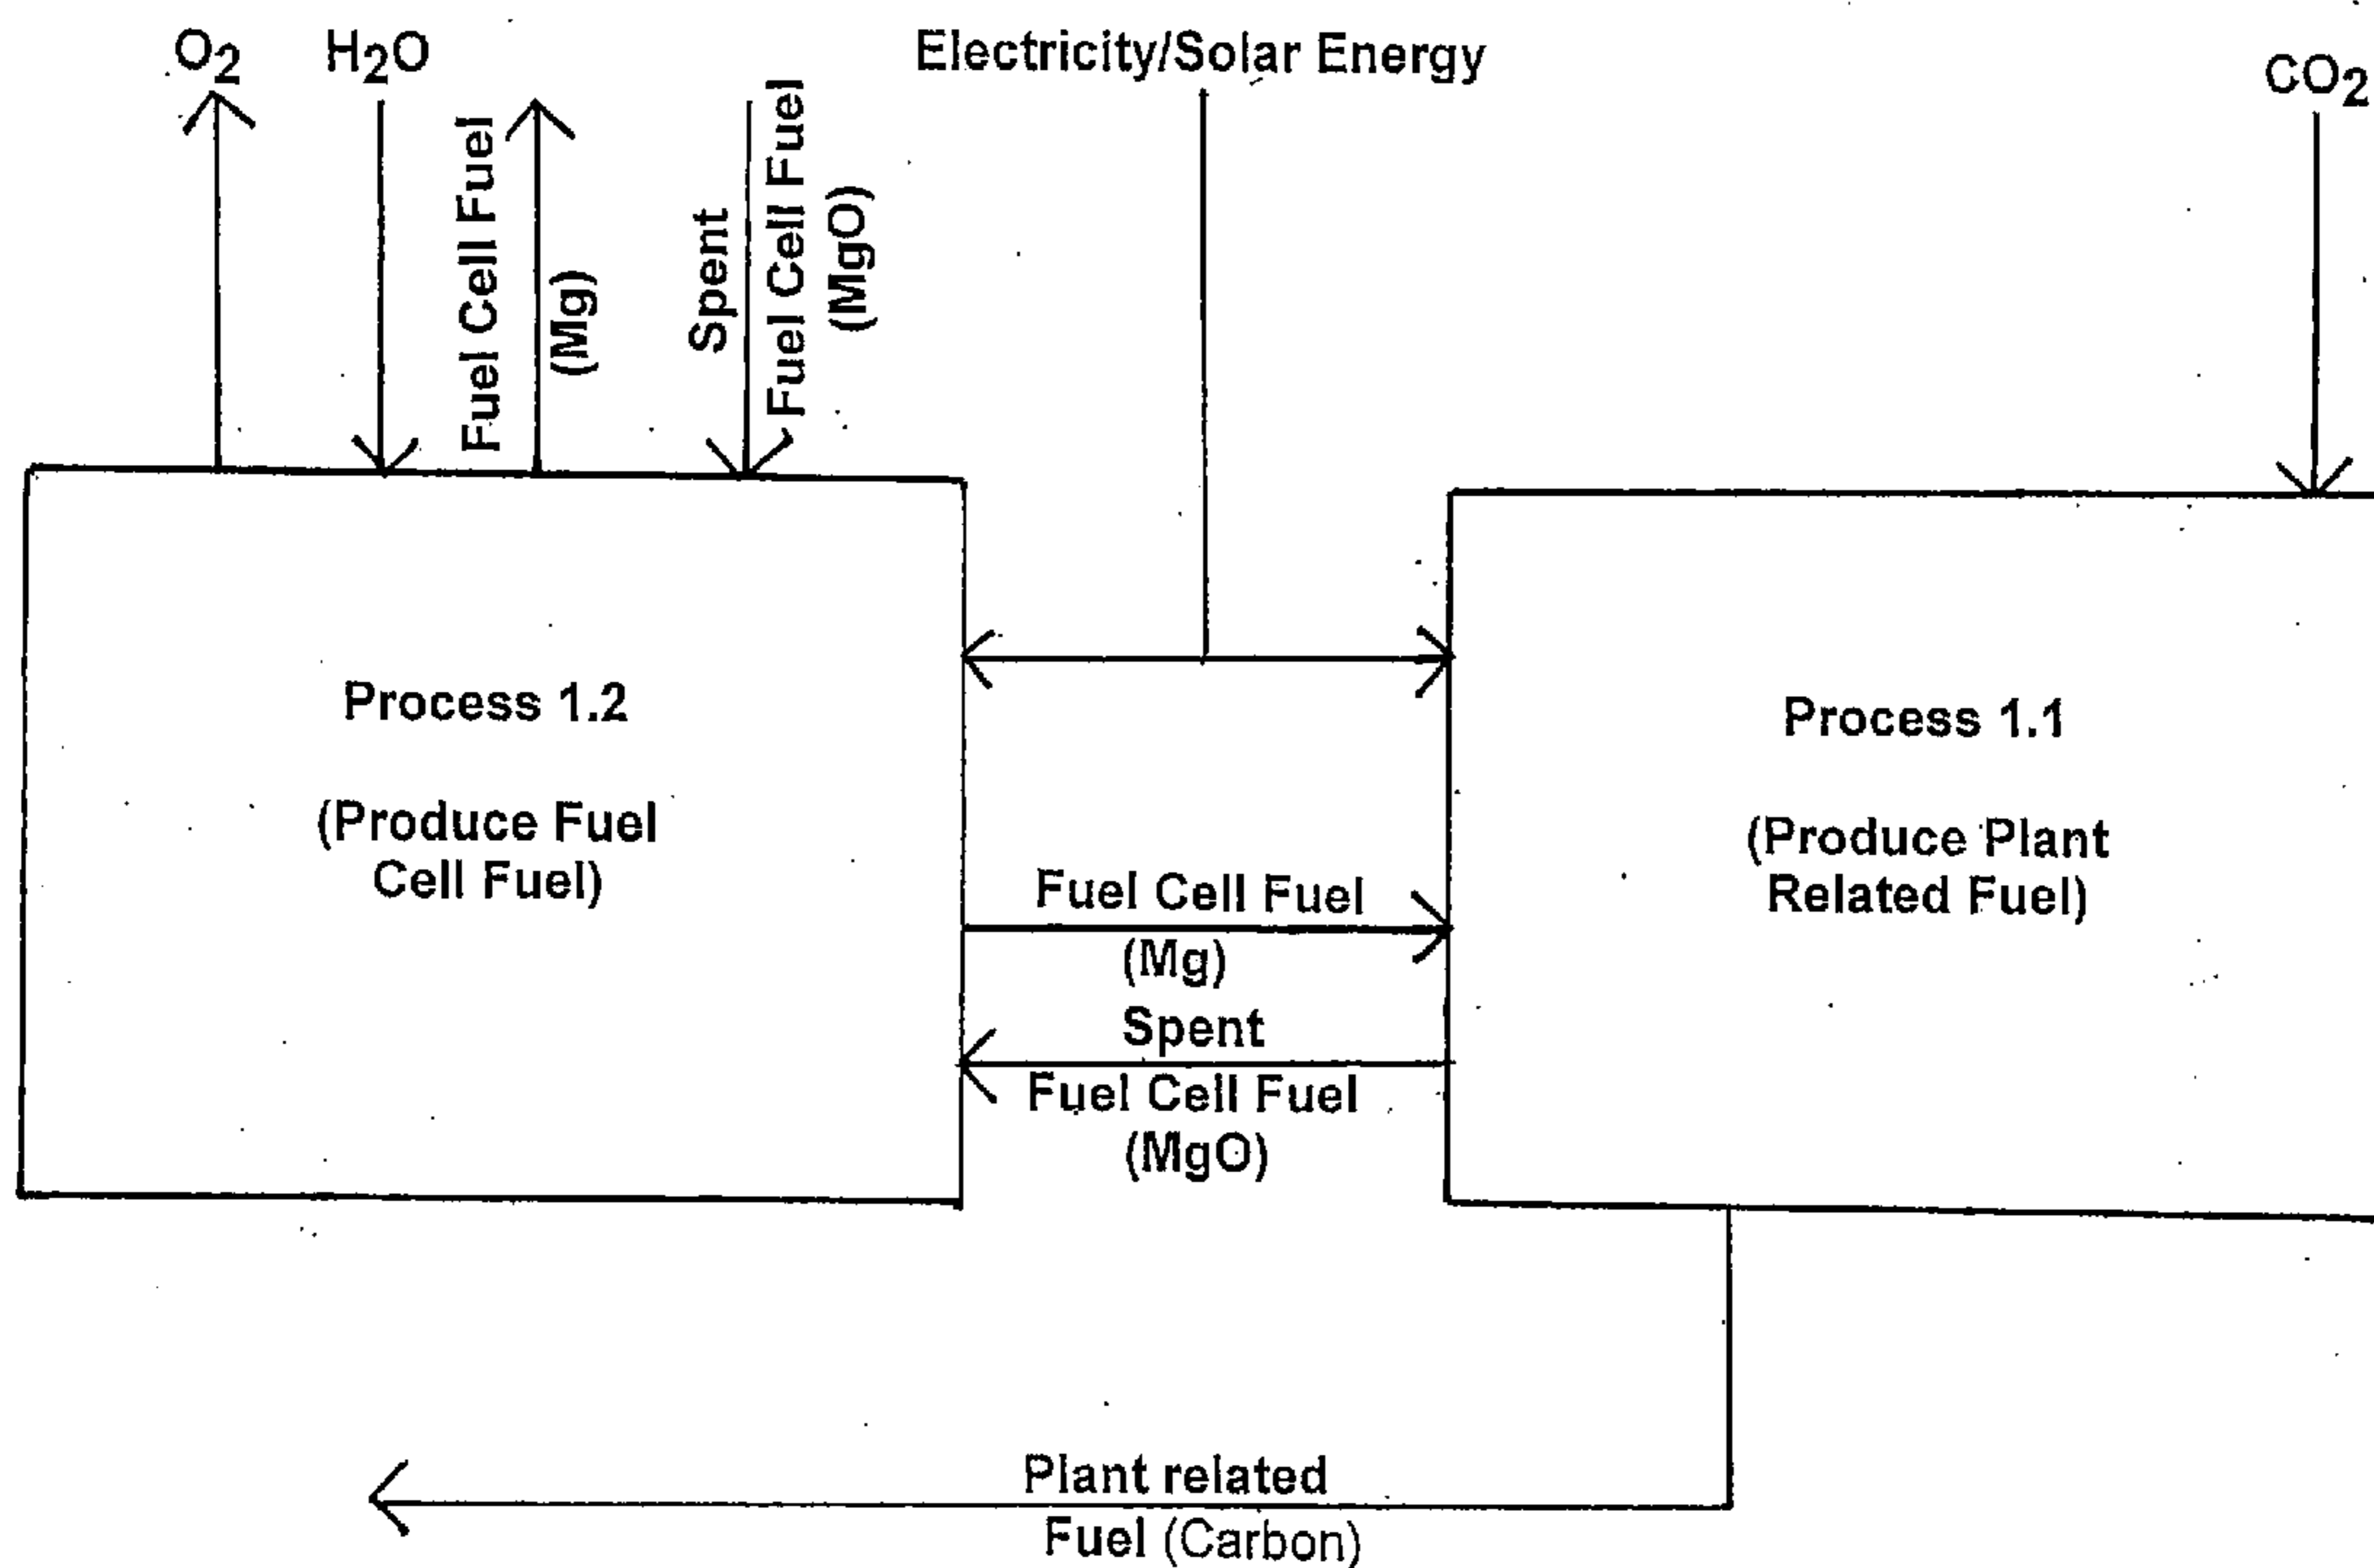 O2
H2O
Electricity/Solar Energy
CO2
Fuel Cell Fuel
(Mg)
Spent
Fuel Cell Fuel
(MgO)
Process 1.2
(Produce Fuel
Cell Fuel)
Process 1.1
(Produce Plant
Related Fuel)
Fuel Cell Fuel
(Mg)
Spent
Fuel Cell Fuel
(MgO)
Plant related
Fuel (Carbon)